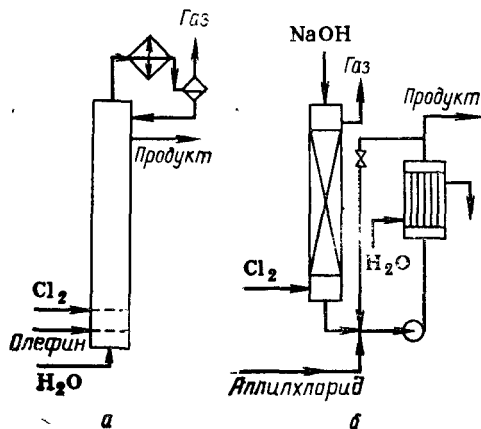 Газ
Продукт
Cl₂
Олефин
H₂O
а
NaOH
Газ
Продукт
H₂O
Cl₂
Аллилхлорид
б